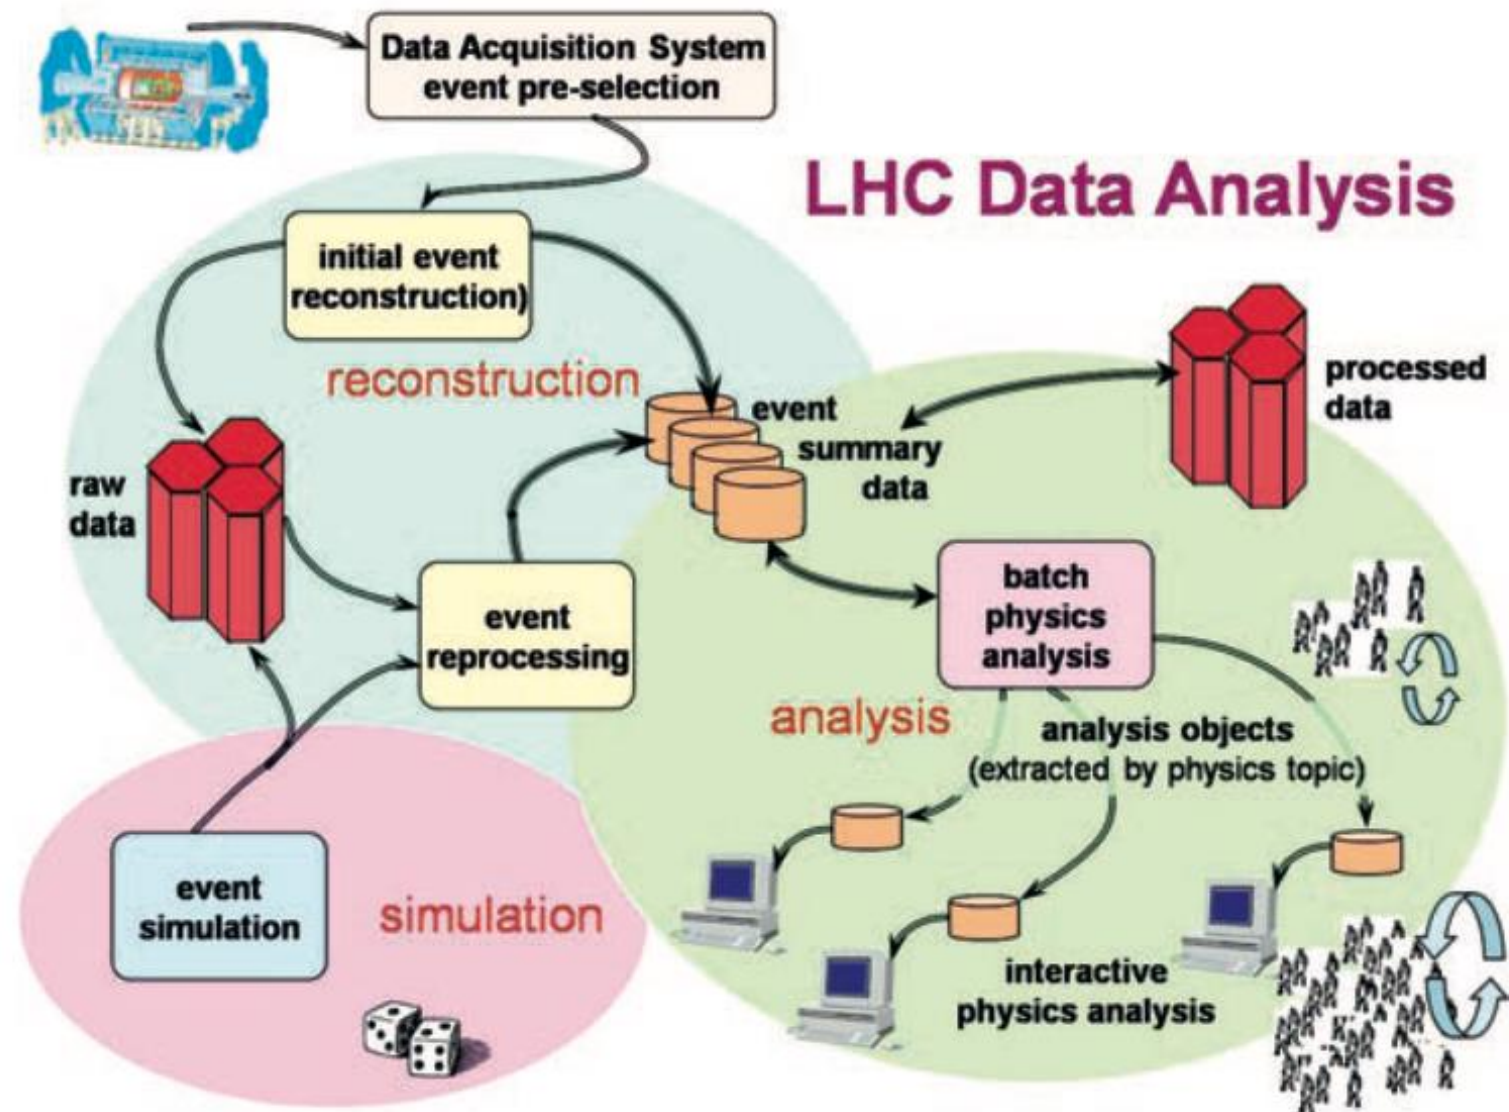 Data Acquisition System
event pre-selection
LHC Data Analysis
initial event
reconstruction)
reconstruction
processed
data
event
summary
data
raw
data
batch
physics
analysis
event
reprocessing
analysis
analysis objects
(extracted by physics topic)
event
simulation
simulation
interactive
physics analysis